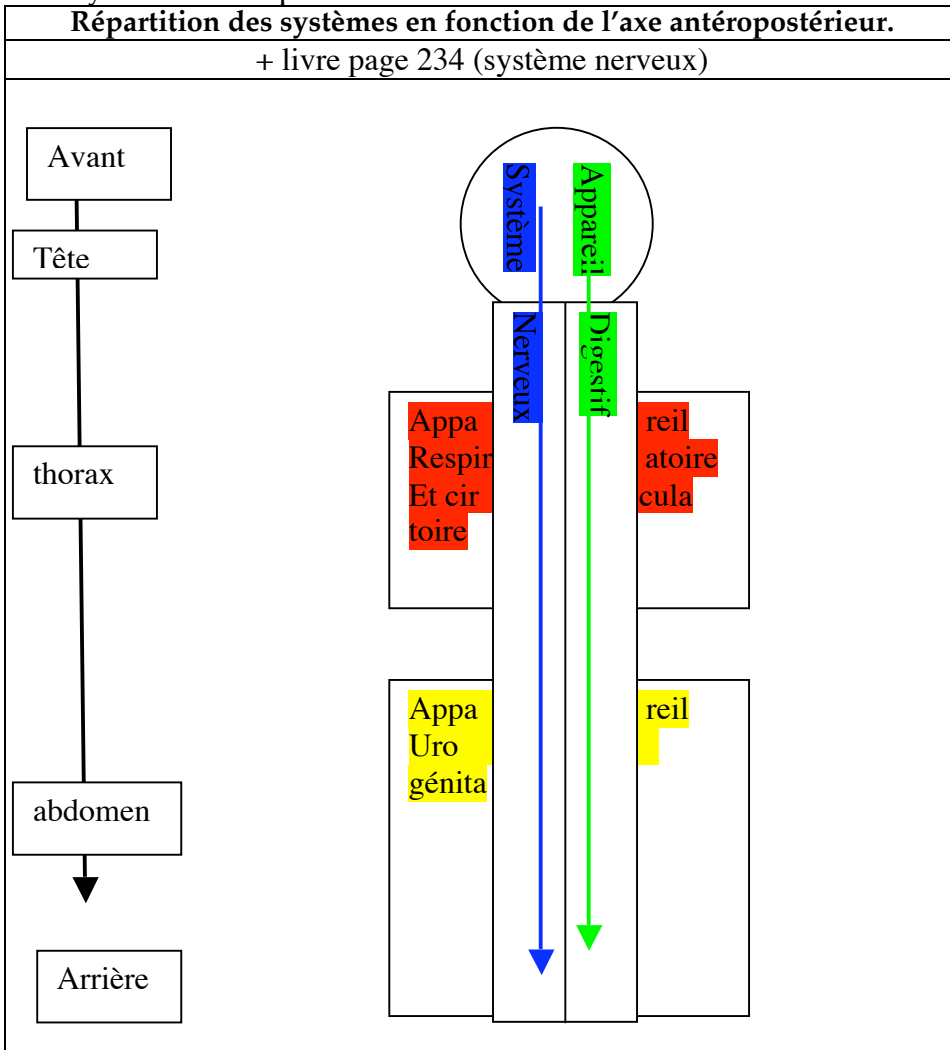 Répartition des systèmes en fonction de l’axe antéropostérieur.
+ livre page 234 (système nerveux)
Avant
Tête
thorax
abdomen
Arrière
Système
Nerveux
Appareil
Digestif
Appa reil
Respir atoire
Et cir cula
toire
Appa reil
Uro
génita